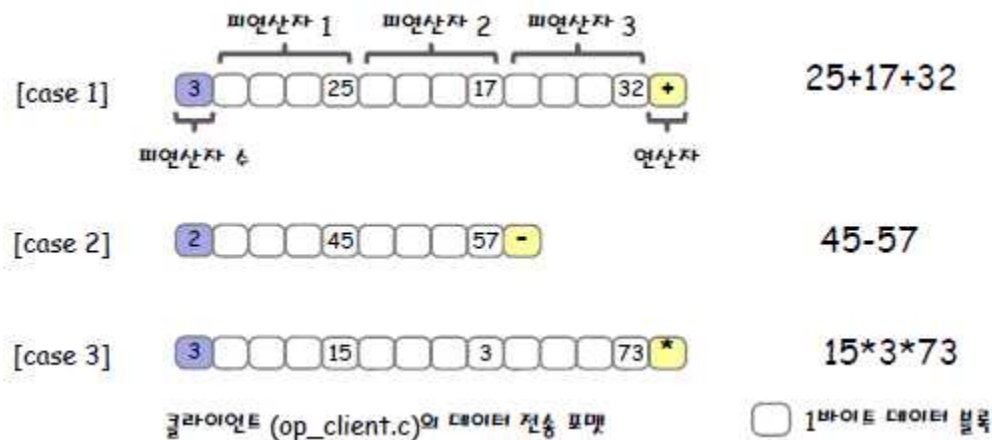 피연산자 1 피연산자 2 피연산자 3
[case 1] 3 25 17 32 + 25+17+32
피연산자 수 연산자
[case 2] 2 45 57 - 45-57
[case 3] 3 15 3 73 * 15*3*73
클라이언트 (op_client.c)의 데이터 전송 포맷 1바이트 데이터 블록